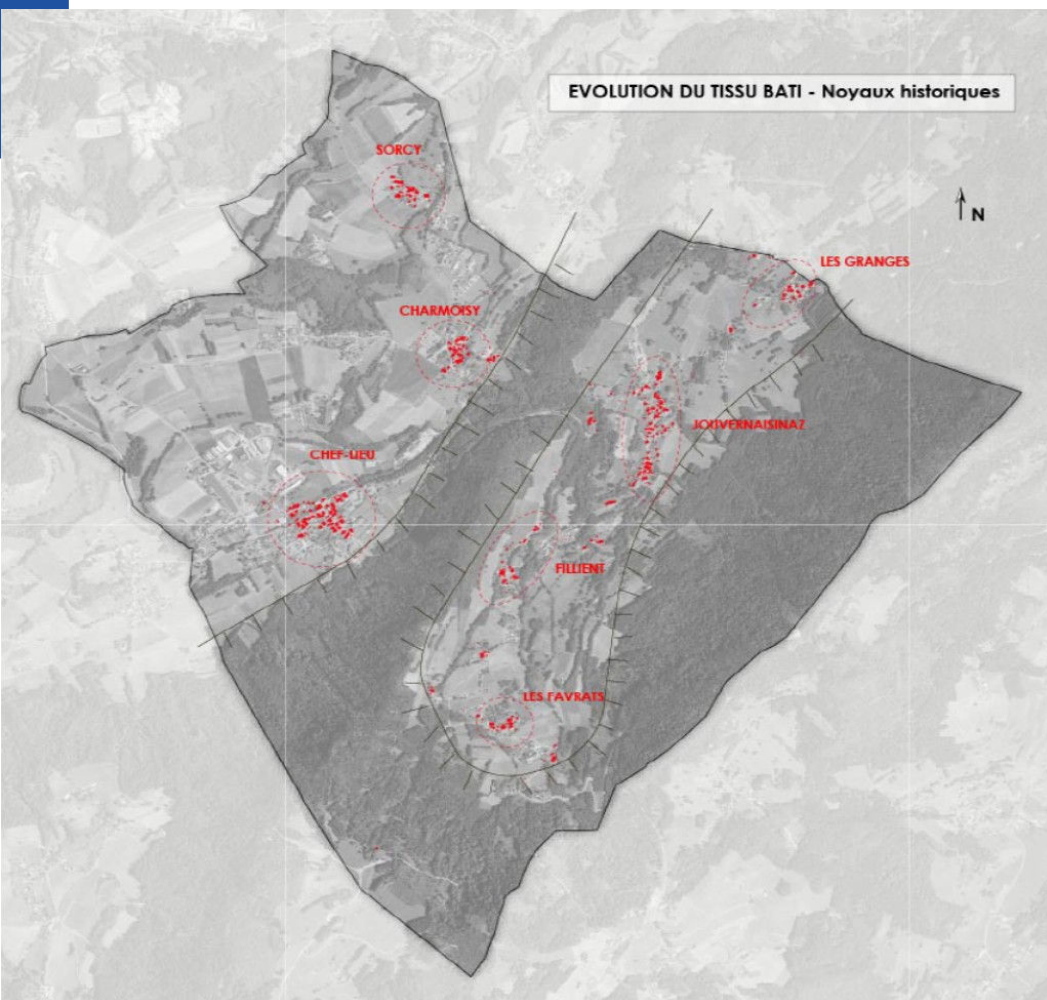 EVOLUTION DU TISSU BATI - Noyaux historiques
SORCY
N
LES GRANGES
CHARMOISY
JOUVERNAISINAZ
CHEF-LIEU
FILLIENT
LES FAVRATS